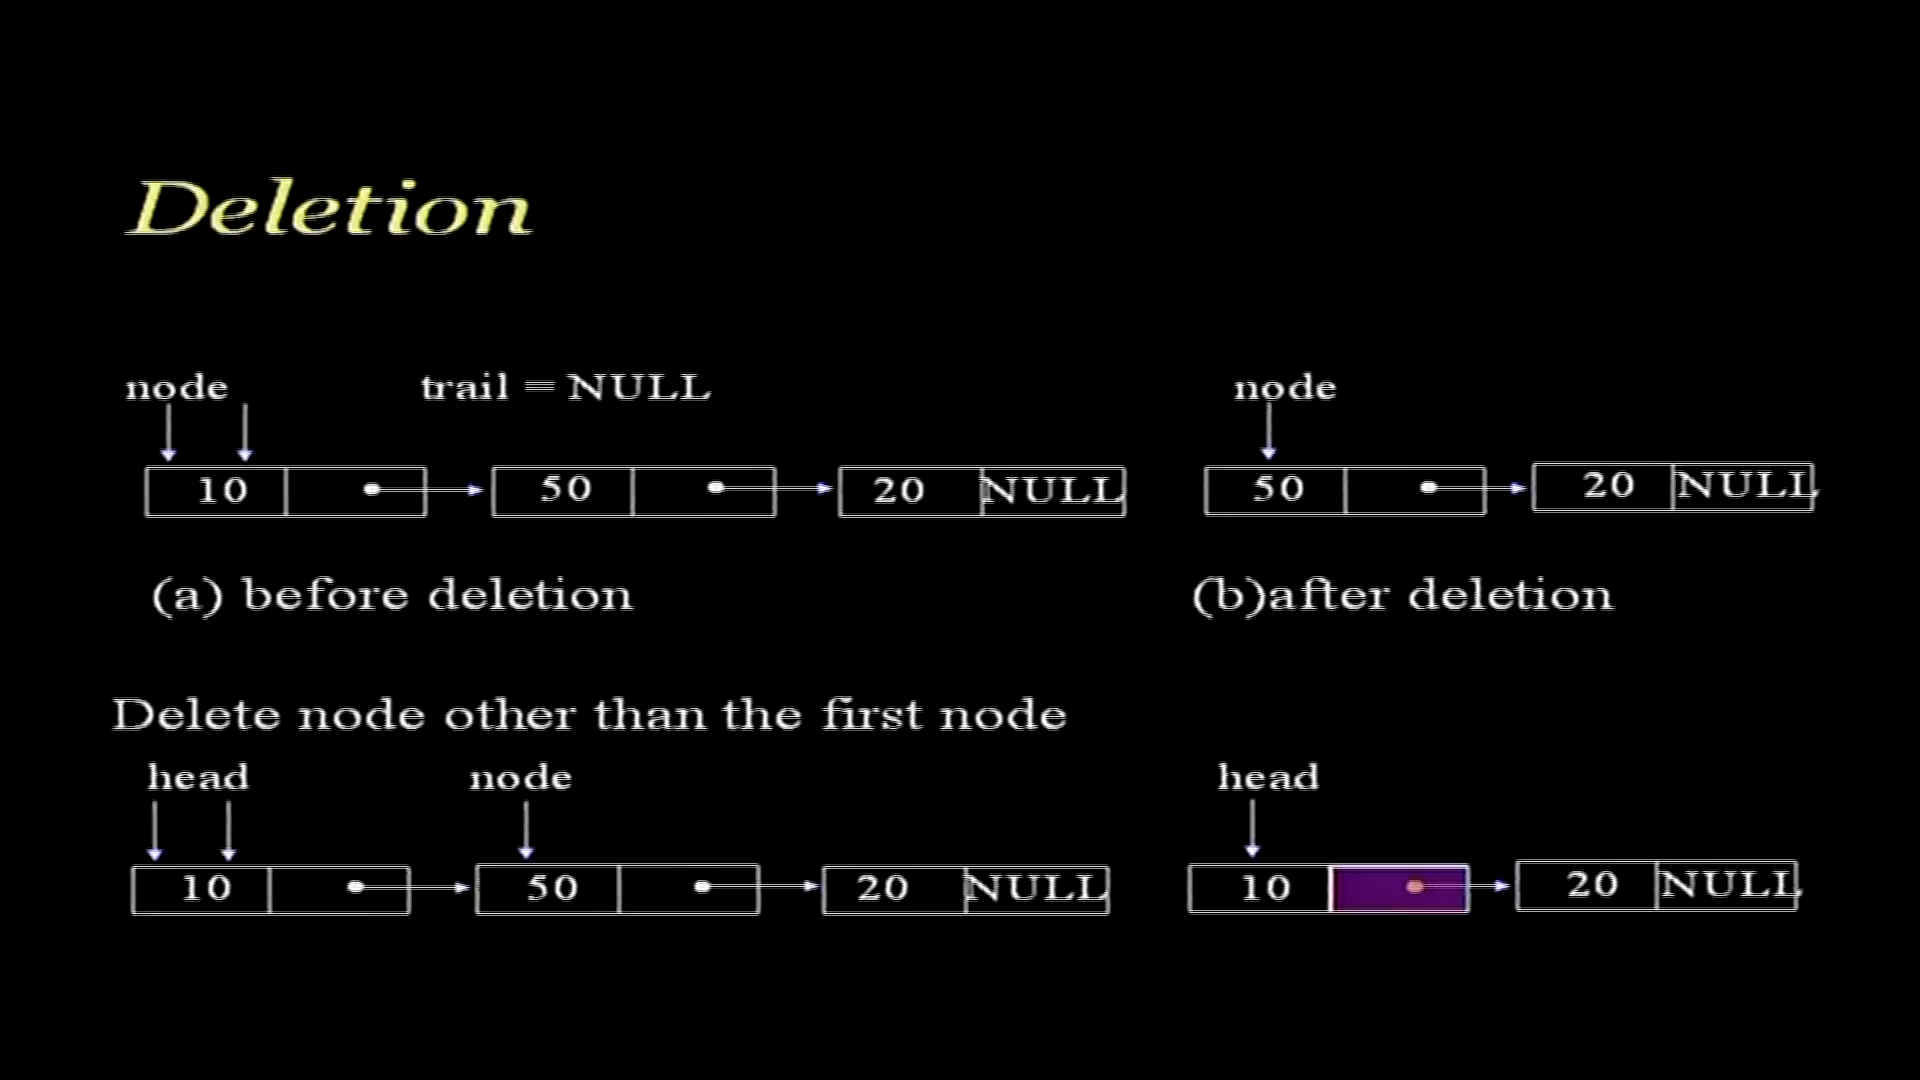 Deletion
node trail = NULL node
10 50 20 NULL 50 20 NULL
(a) before deletion (b)after deletion
Delete node other than the first node
head node head
10 50 20 NULL 10 20 NULL